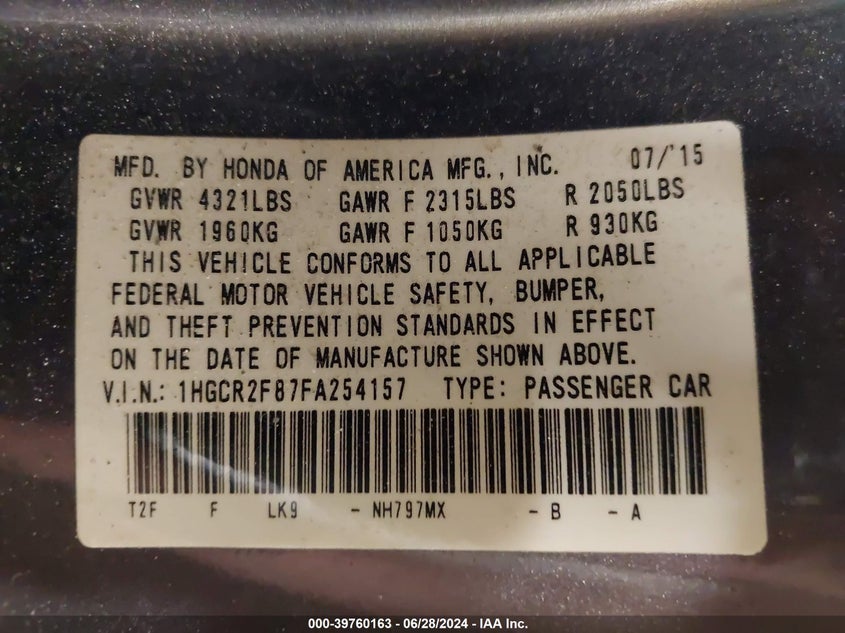 MFD. BY HONDA OF AMERICA MFG., INC. 07/'15
GVWR 4321LBS GAWR F 2315LBS R 2050LBS
GVWR 1960KG GAWR F 1050KG R 930KG
THIS VEHICLE CONFORMS TO ALL APPLICABLE
FEDERAL MOTOR VEHICLE SAFETY, BUMPER,
AND THEFT PREVENTION STANDARDS IN EFFECT
ON THE DATE OF MANUFACTURE SHOWN ABOVE.
V.I.N.: 1HGCR2F87FA254157 TYPE: PASSENGER CAR
T2F F LK9 - NH797MX - B - A
000-39760163 - 06/28/2024 - IAA Inc.